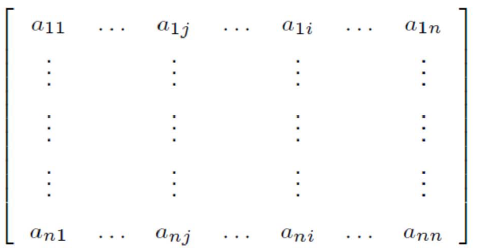 a11 … a1j … a1i … a1n
⋮ ⋮ ⋮ ⋮
⋮ ⋮ ⋮ ⋮
⋮ ⋮ ⋮ ⋮
an1 … anj … ani … ann